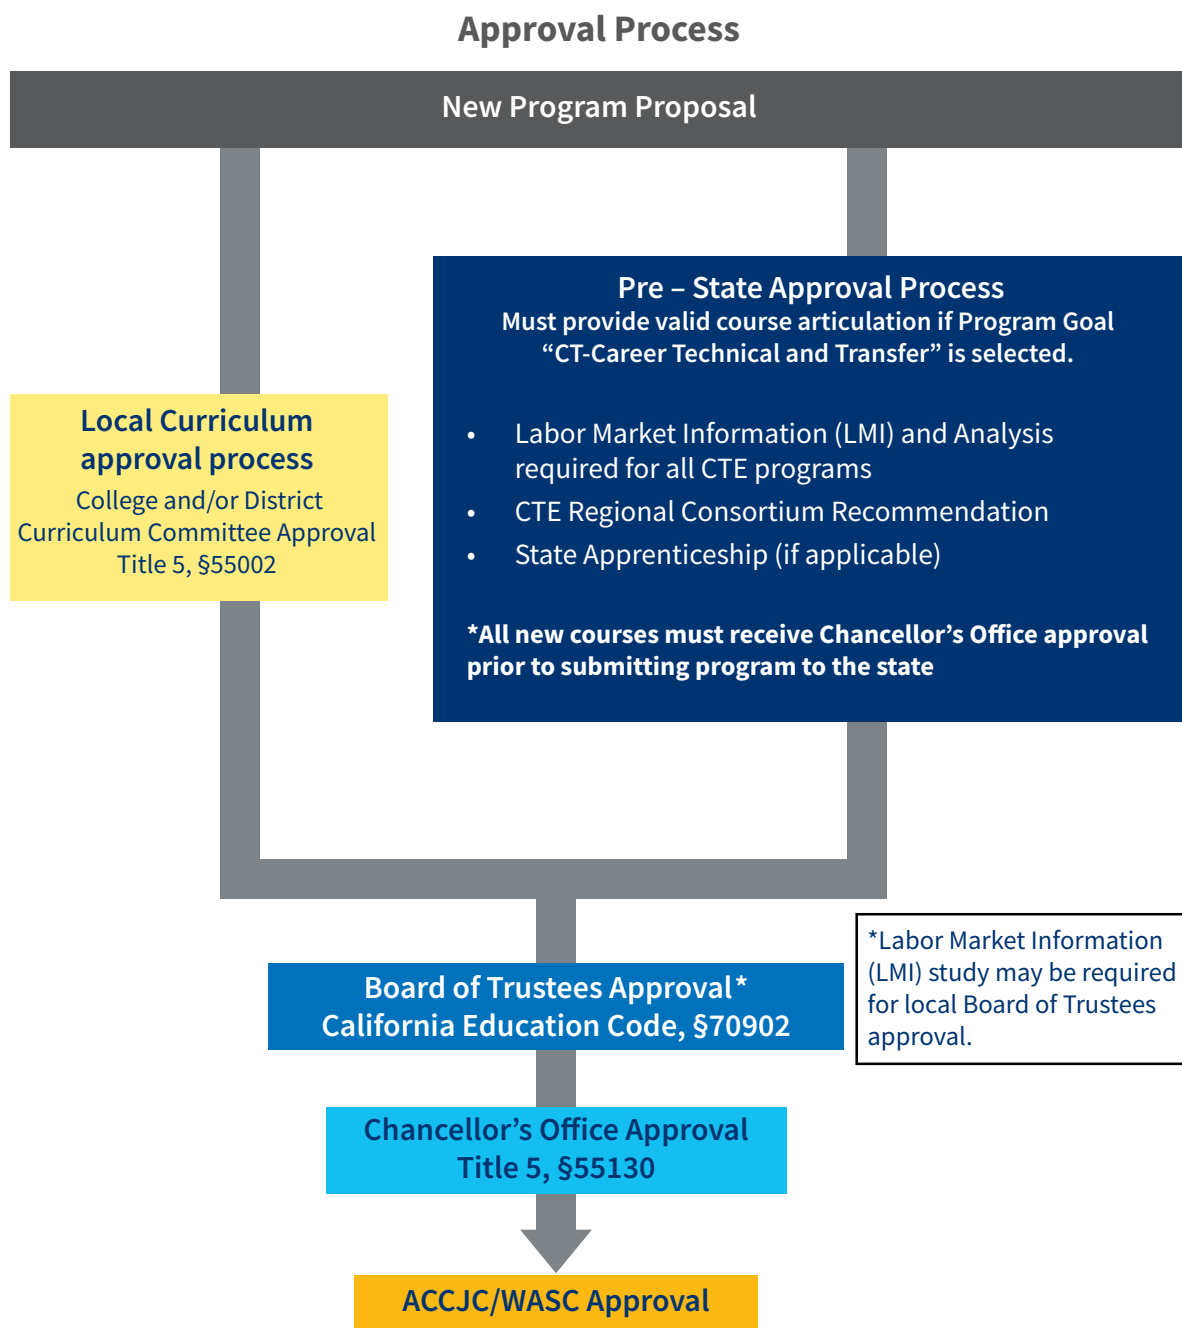 Approval Process
New Program Proposal
Pre – State Approval Process
Must provide valid course articulation if Program Goal
“CT-Career Technical and Transfer” is selected.
• Labor Market Information (LMI) and Analysis
required for all CTE programs
• CTE Regional Consortium Recommendation
• State Apprenticeship (if applicable)
*All new courses must receive Chancellor’s Office approval
prior to submitting program to the state
Local Curriculum
approval process
College and/or District
Curriculum Committee Approval
Title 5, §55002
*Labor Market Information
(LMI) study may be required
for local Board of Trustees
approval.
Board of Trustees Approval*
California Education Code, §70902
Chancellor’s Office Approval
Title 5, §55130
ACCJC/WASC Approval